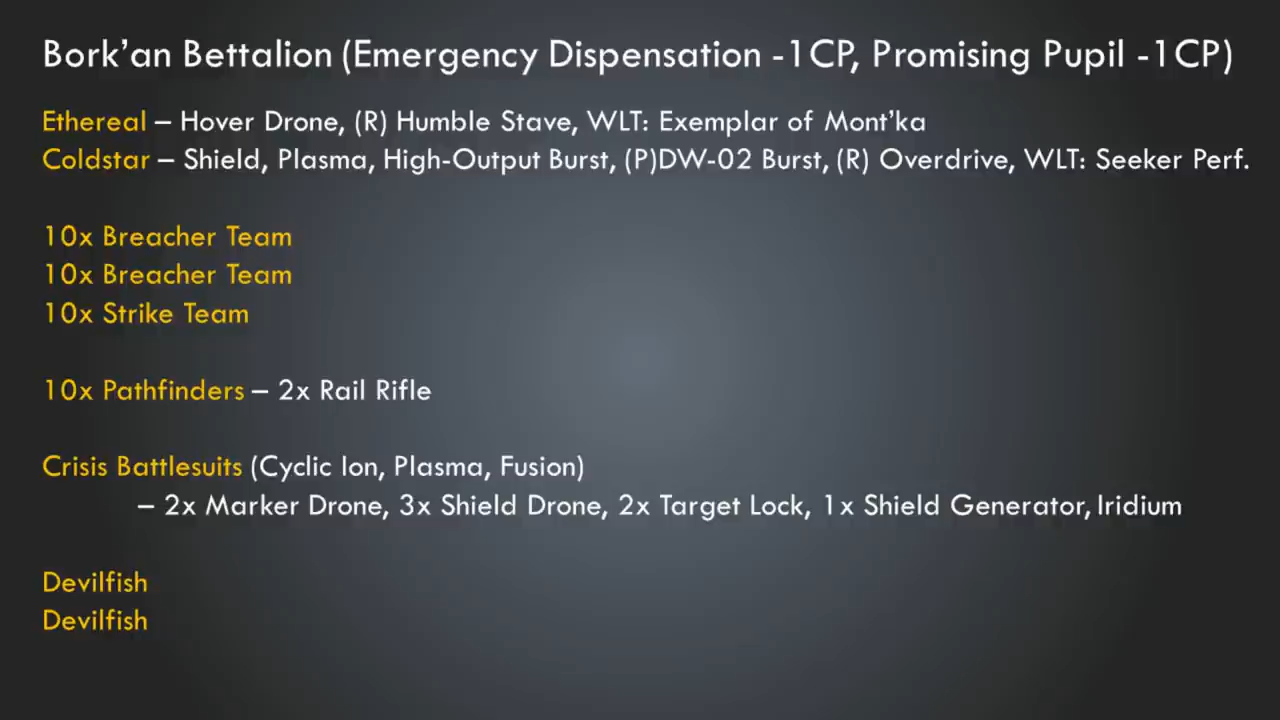 Bork’an Bettalion (Emergency Dispensation -1CP, Promising Pupil -1CP)
Ethereal – Hover Drone, (R) Humble Stave, WLT: Exemplar of Mont’ka
Coldstar – Shield, Plasma, High-Output Burst, (P)DW-02 Burst, (R) Overdrive, WLT: Seeker Perf.
10x Breacher Team
10x Breacher Team
10x Strike Team
10x Pathfinders – 2x Rail Rifle
Crisis Battlesuits (Cyclic Ion, Plasma, Fusion)
– 2x Marker Drone, 3x Shield Drone, 2x Target Lock, 1x Shield Generator, Iridium
Devilfish
Devilfish